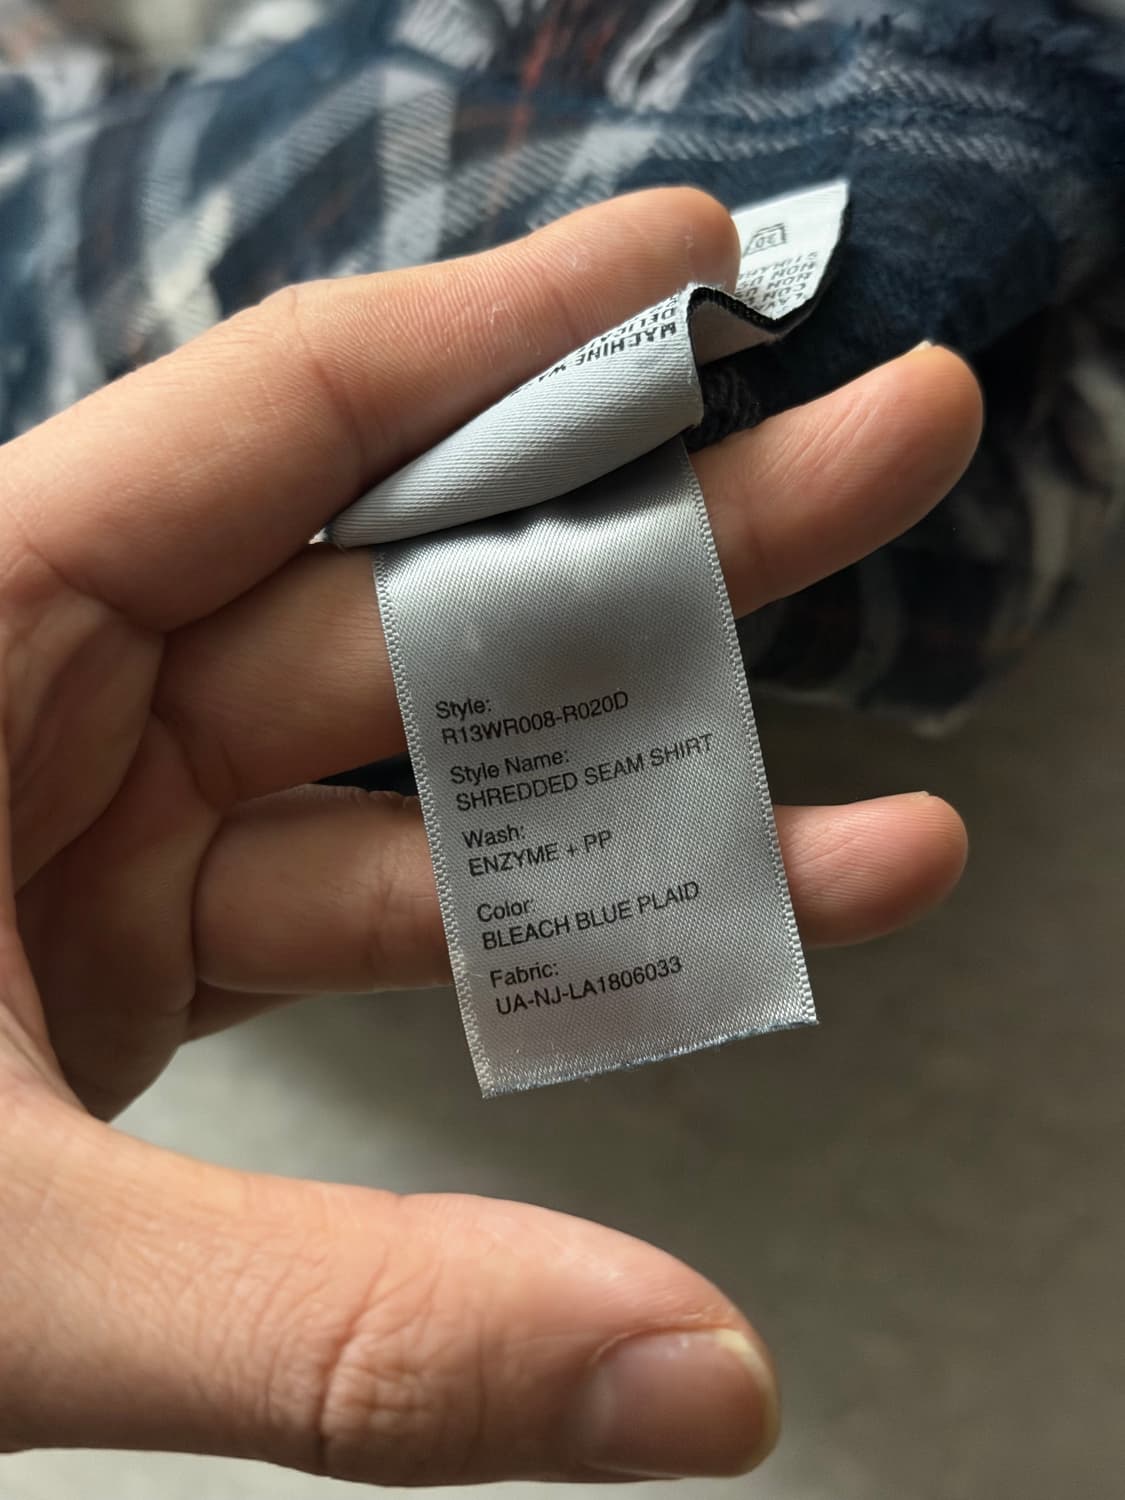 30
MACHINE
Style:
R13WR008-R020D
Style Name:
SHREDDED SEAM SHIRT
Wash:
ENZYME + PP
Color:
BLEACH BLUE PLAID
Fabric:
UA-NJ-LA1806033